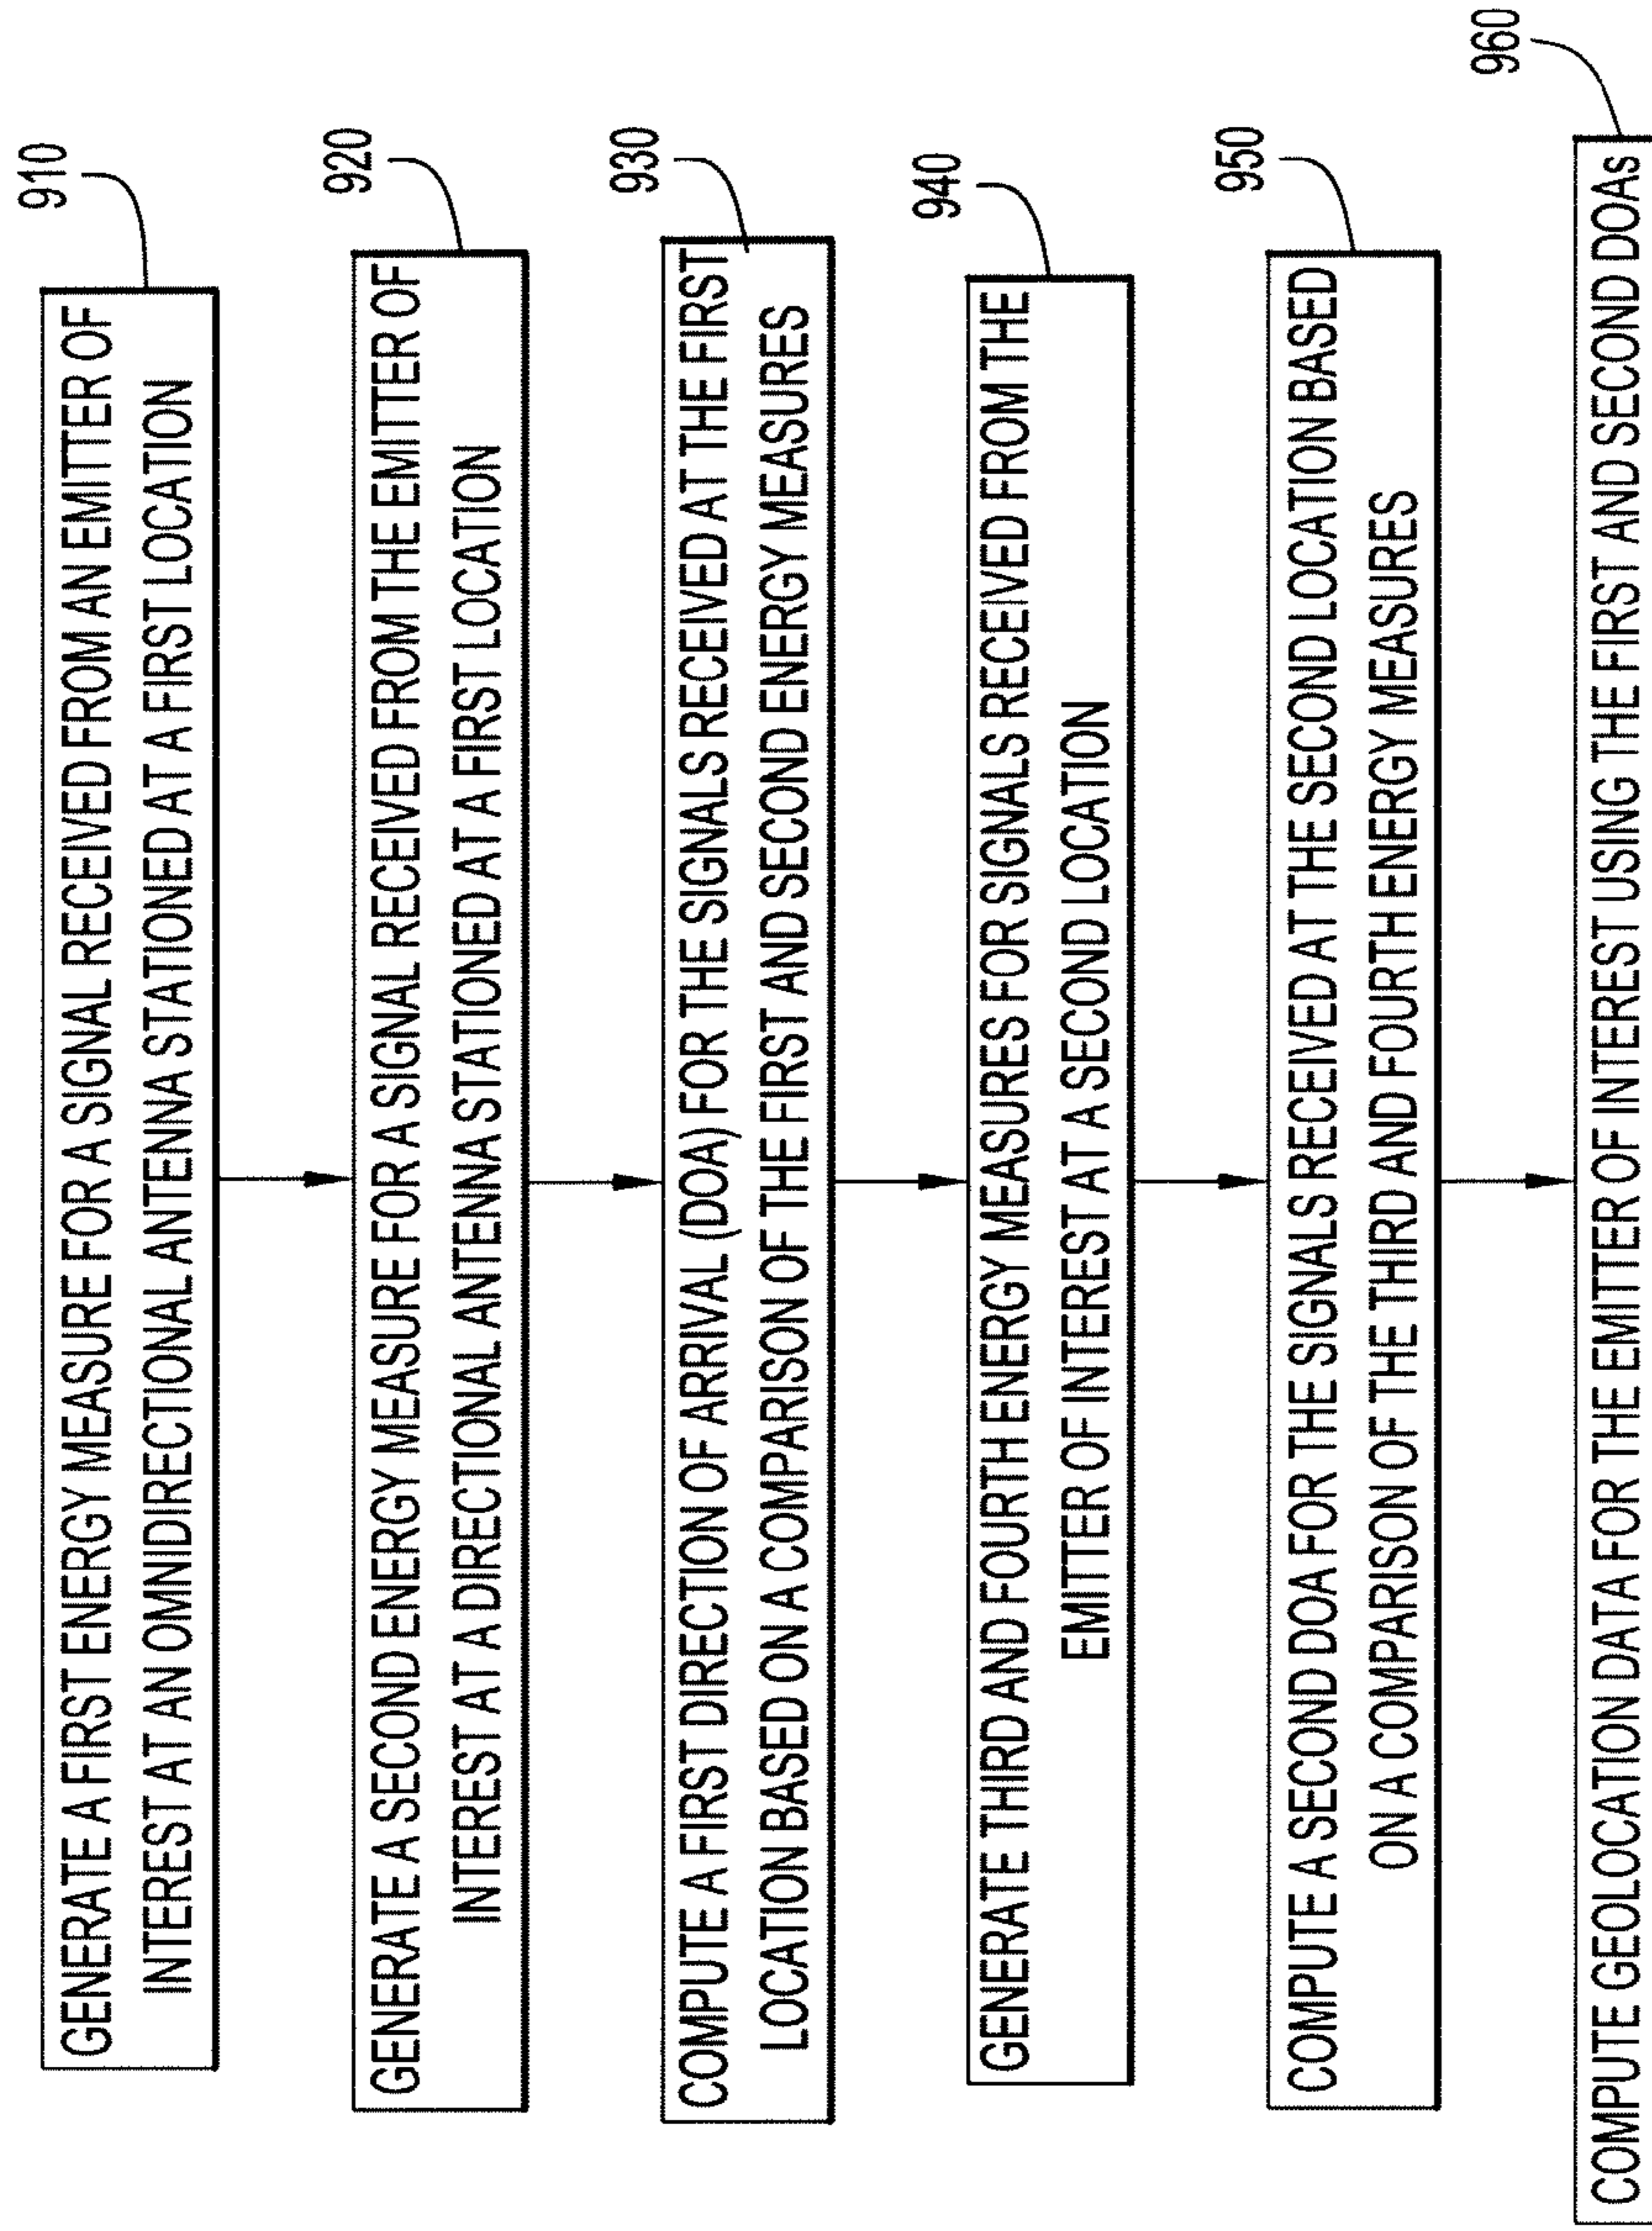 910
GENERATE A FIRST ENERGY MEASURE FOR A SIGNAL RECEIVED FROM AN EMITTER OF
INTEREST AT AN OMNIDIRECTIONAL ANTENNA STATIONED AT A FIRST LOCATION
920
GENERATE A SECOND ENERGY MEASURE FOR A SIGNAL RECEIVED FROM THE EMITTER OF
INTEREST AT A DIRECTIONAL ANTENNA STATIONED AT A FIRST LOCATION
930
COMPUTE A FIRST DIRECTION OF ARRIVAL (DOA) FOR THE SIGNALS RECEIVED AT THE FIRST
LOCATION BASED ON A COMPARISON OF THE FIRST AND SECOND ENERGY MEASURES
940
GENERATE THIRD AND FOURTH ENERGY MEASURES FOR SIGNALS RECEIVED FROM THE
EMITTER OF INTEREST AT A SECOND LOCATION
950
COMPUTE A SECOND DOA FOR THE SIGNALS RECEIVED AT THE SECOND LOCATION BASED
ON A COMPARISON OF THE THIRD AND FOURTH ENERGY MEASURES
960
COMPUTE GEOLOCATION DATA FOR THE EMITTER OF INTEREST USING THE FIRST AND SECOND DOAs